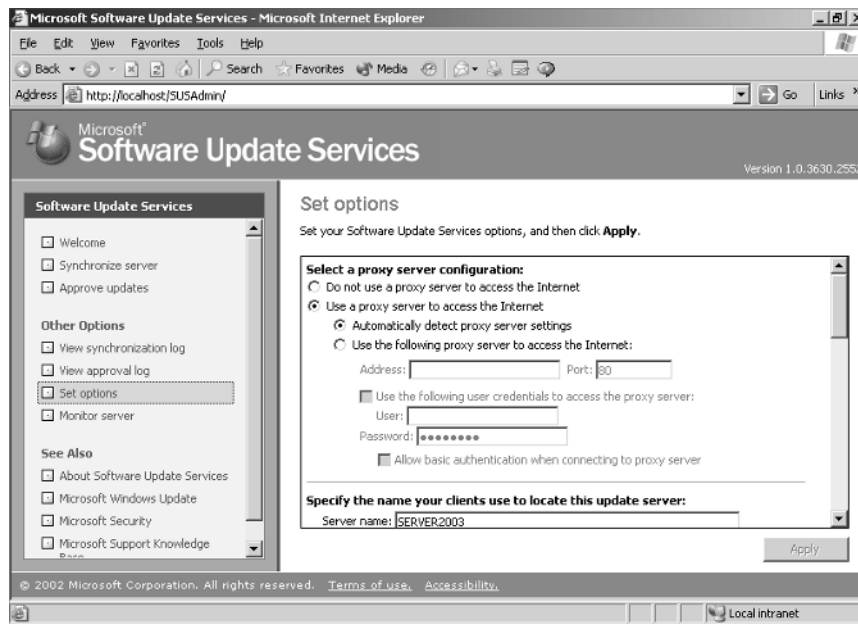 Microsoft Software Update Services - Microsoft Internet Explorer
File Edit View Favorites Tools Help
Back Search Favorites Media
Address http://localhost/SUSAdmin/ Go Links
Microsoft®
Software Update Services
Version 1.0.3630.255
Software Update Services
Welcome
Synchronize server
Approve updates
Other Options
View synchronization log
View approval log
Set options
Monitor server
See Also
About Software Update Services
Microsoft Windows Update
Microsoft Security
Microsoft Support Knowledge
Base
Set options
Set your Software Update Services options, and then click Apply.
Select a proxy server configuration:
Do not use a proxy server to access the Internet
Use a proxy server to access the Internet
Automatically detect proxy server settings
Use the following proxy server to access the Internet:
Address: Port: 80
Use the following user credentials to access the proxy server:
User:
Password: ●●●●●●●●
Allow basic authentication when connecting to proxy server
Specify the name your clients use to locate this update server:
Server name: SERVER2003
Apply
© 2002 Microsoft Corporation. All rights reserved. Terms of use. Accessibility.
Local intranet